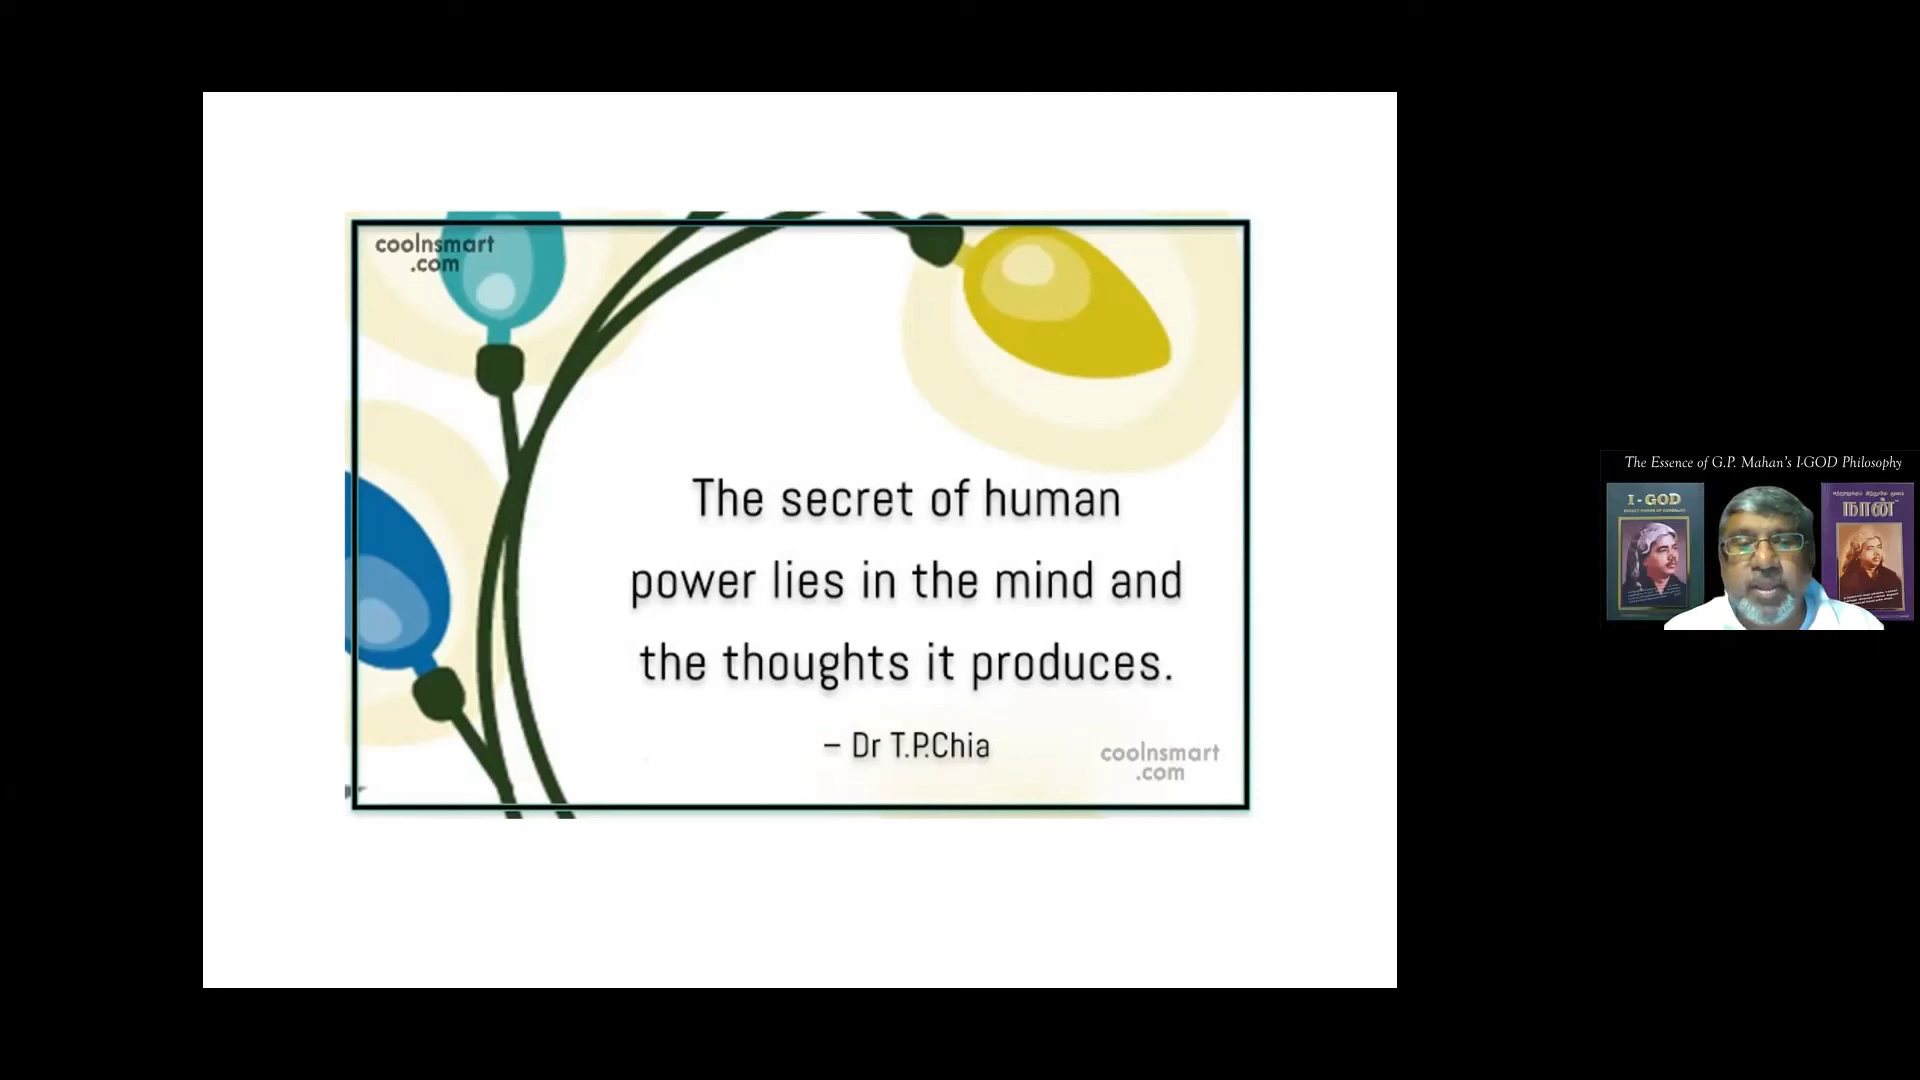 coolnsmart
.com
The secret of human
power lies in the mind and
the thoughts it produces.
– Dr T.P.Chia
coolnsmart
.com
The Essence of G.P. Mahan's I-GOD Philosophy
I - GOD
நான்